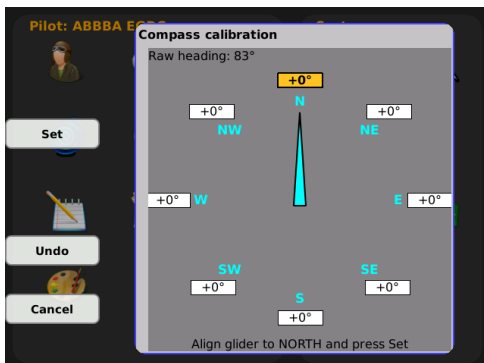 Pilot: ABBBA
Compass calibration
Raw heading: 83°
+0°
N
+0°
NW
+0°
NE
Set
+0°
W
E
+0°
Undo
SW
+0°
SE
+0°
S
+0°
Cancel
Align glider to NORTH and press Set